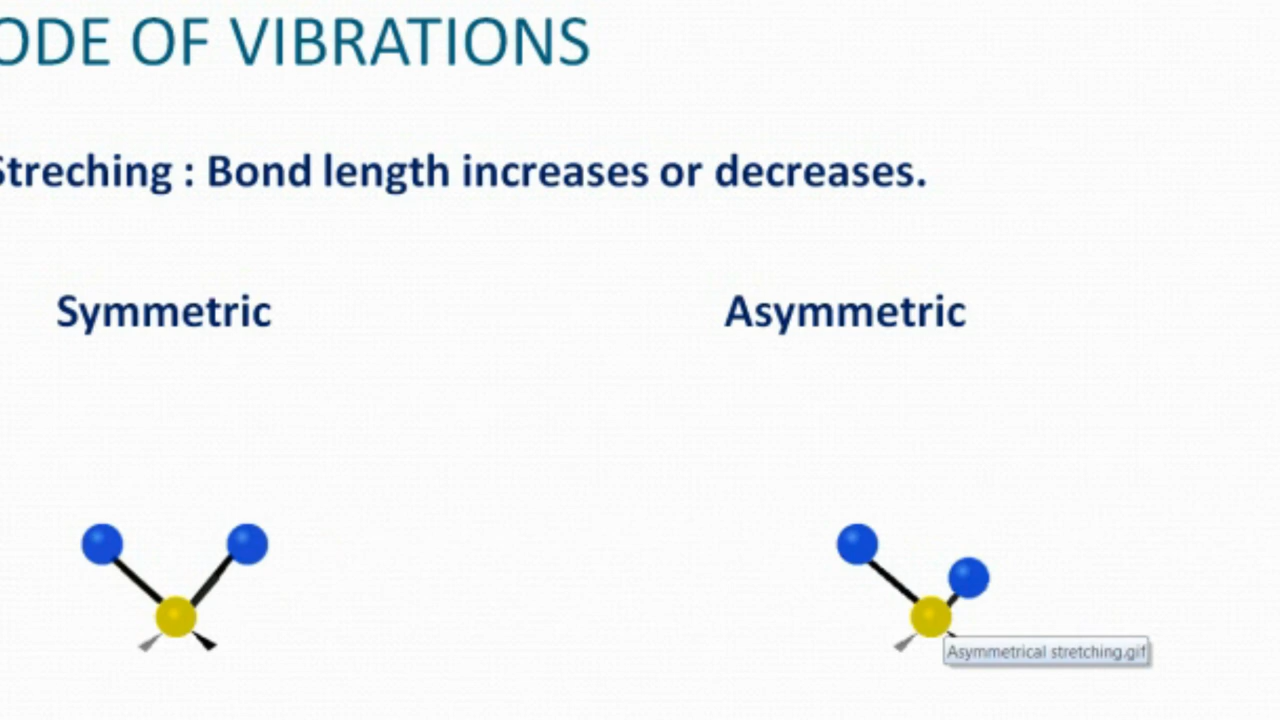 ODE OF VIBRATIONS
Streching : Bond length increases or decreases.
Symmetric
Asymmetric
Asymmetrical stretching.gif